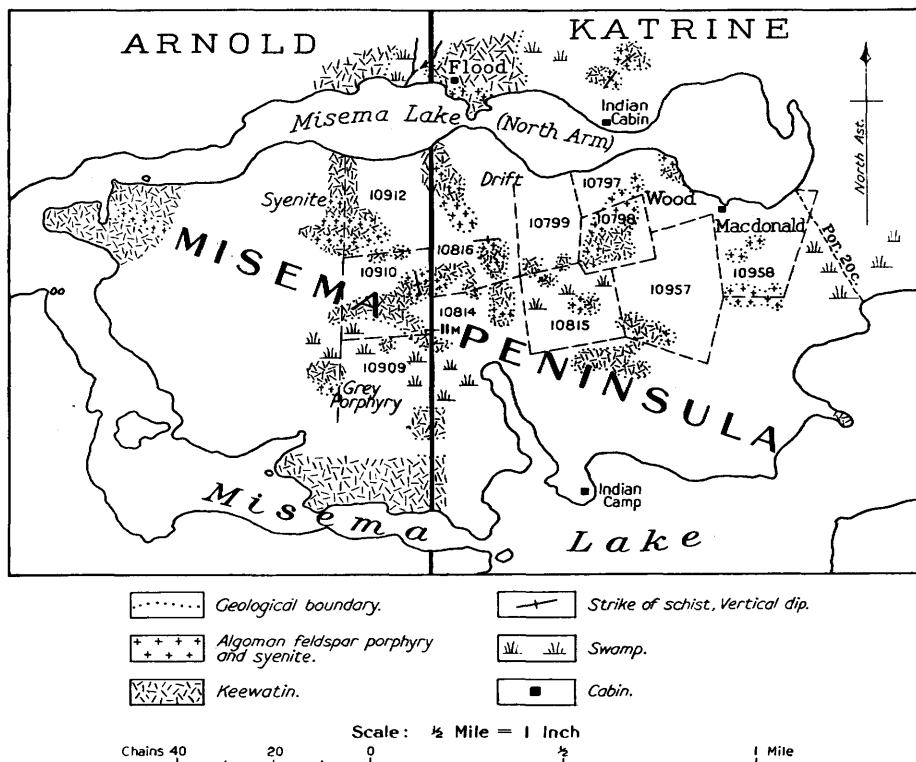 ARNOLD
KATRINE
Flood
Indian
Cabin
Misema Lake (North Arm)
North Ast.
Syenite
10912
Drift
10797
Wood
10799
10798
Macdonald
Por. 20c.
MISEMA
10816
10910
10958
10957
10814
IIM
10815
PENINSULA
10909
Grey
Porphyry
Indian
Camp
Misema
Lake
Geological boundary.
Strike of schist, Vertical dip.
Algoman feldspar porphyry
and syenite.
Swamp.
Keewatin.
Cabin.
Scale: ½ Mile = 1 Inch
Chains 40 20 0 ½ 1 Mile